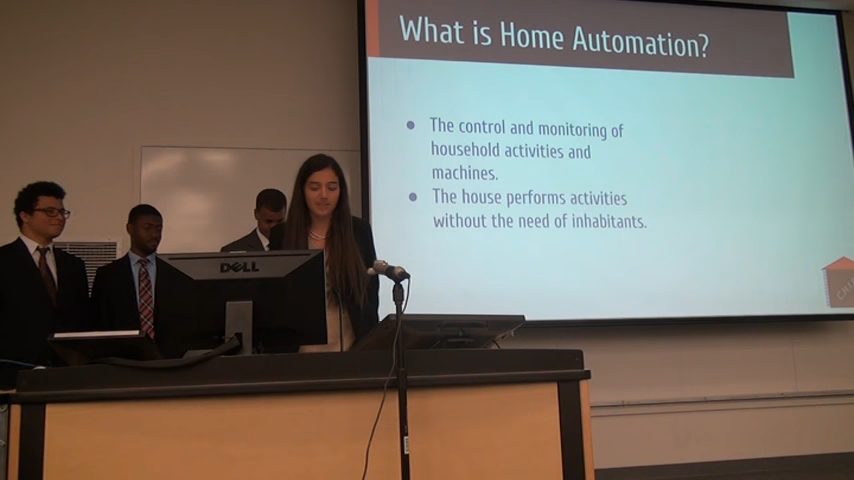 What is Home Automation?
● The control and monitoring of
household activities and
machines.
● The house performs activities
without the need of inhabitants.
DELL